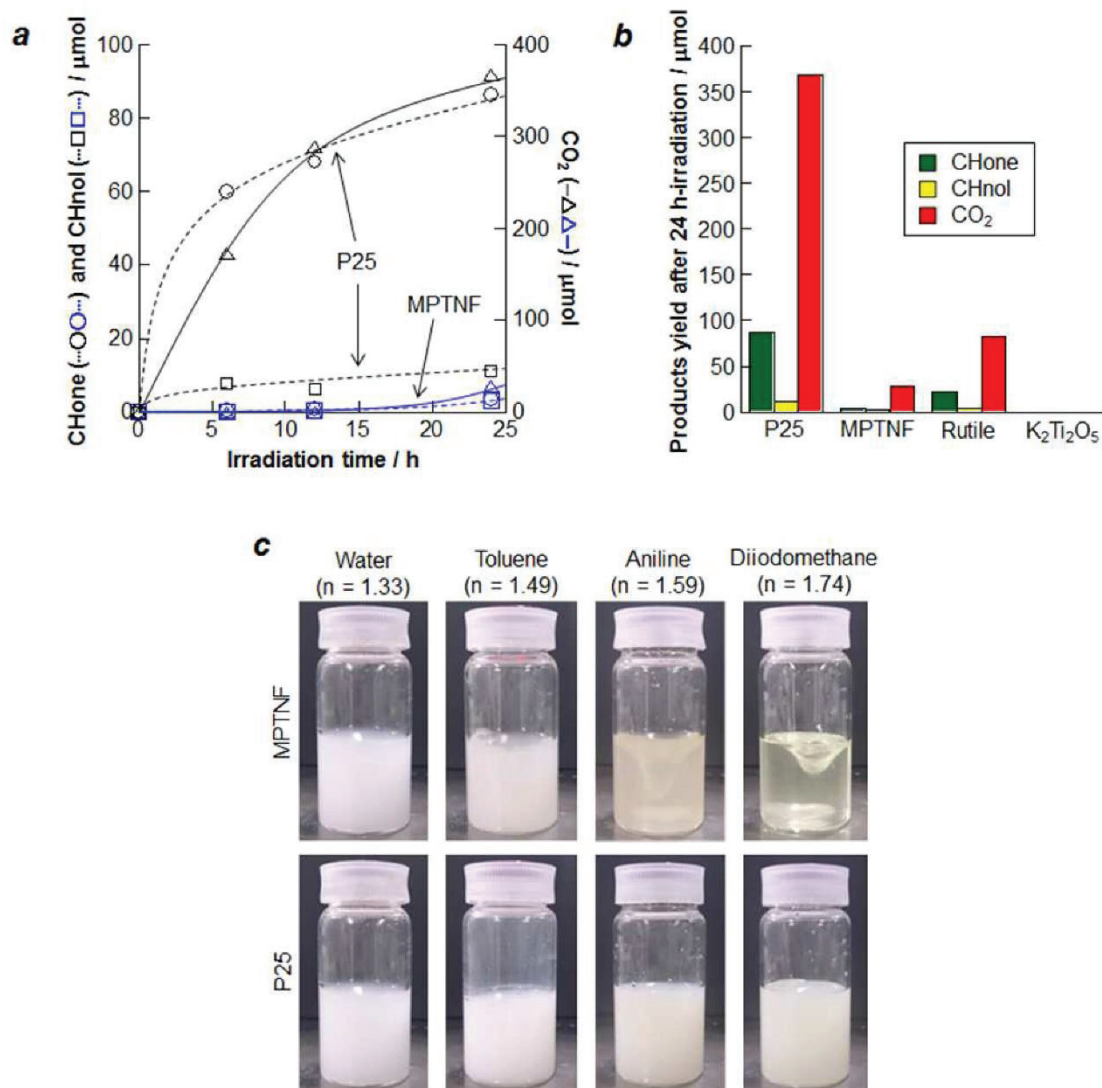 a
100
80
60
40
20
0
CHone (---○○---) and CHnol (---□□---) / μmol
400
300
200
100
0
CO₂ (—△△—) / μmol
P25
MPTNF
0
5
10
15
20
25
Irradiation time / h
b
400
350
300
250
200
150
100
50
0
Products yield after 24 h-irradiation / μmol
CHone
CHnol
CO₂
P25
MPTNF
Rutile
K₂Ti₂O₅
c
Water
(n = 1.33)
Toluene
(n = 1.49)
Aniline
(n = 1.59)
Diiodomethane
(n = 1.74)
MPTNF
P25